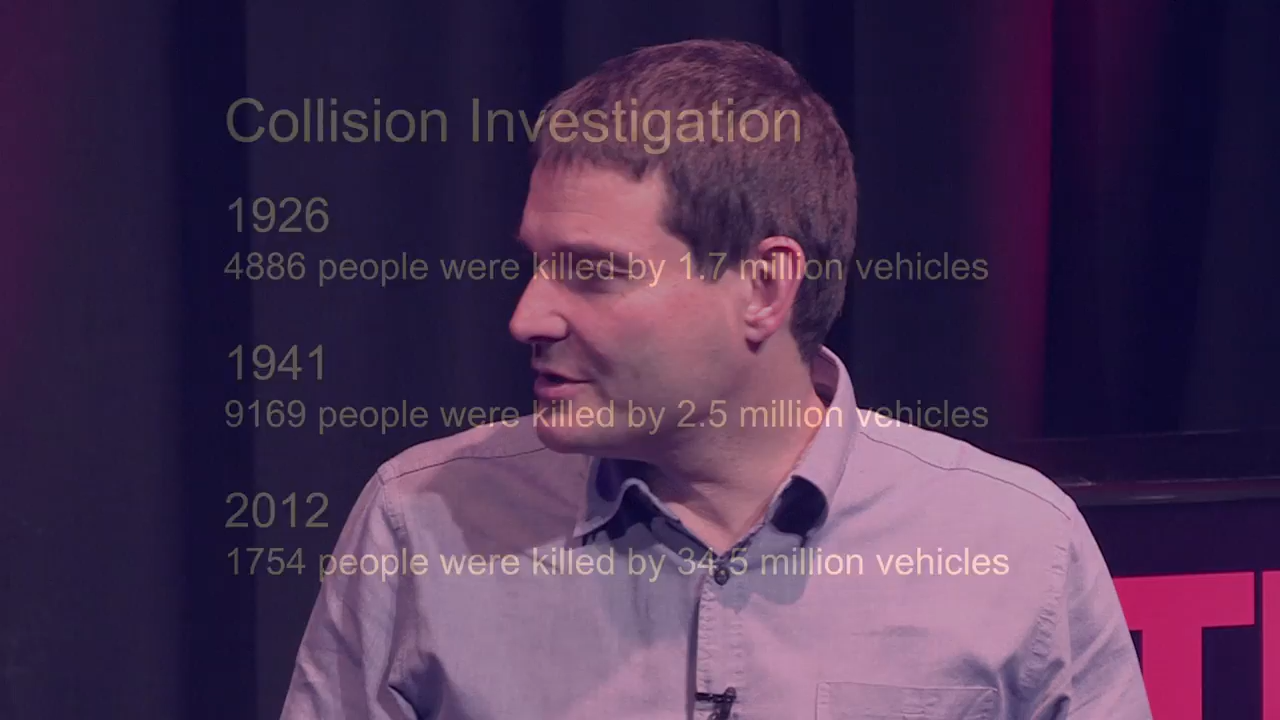 Collision Investigation
1926
4886 people were killed by 1.7 million vehicles
1941
9169 people were killed by 2.5 million vehicles
2012
1754 people were killed by 34.5 million vehicles
T